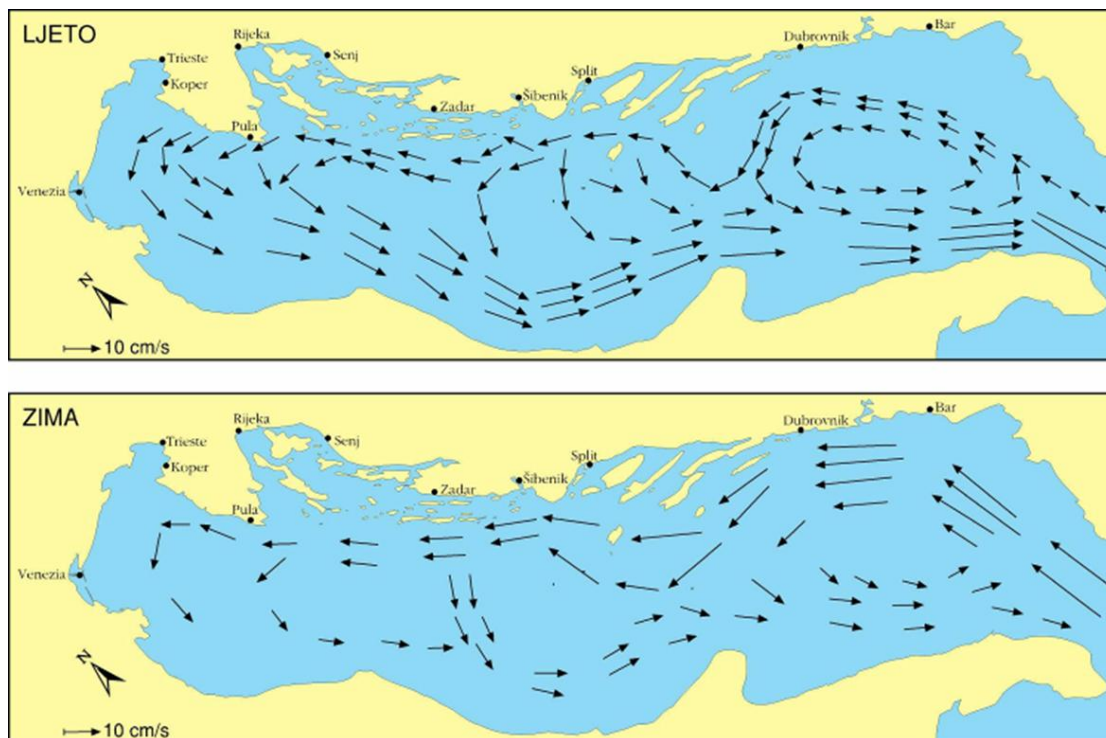 LJETO
Rijeka
Trieste
Senj
Koper
Pula
Zadar
Šibenik
Split
Dubrovnik
Bar
Venezia
N
10 cm/s
ZIMA
Rijeka
Trieste
Senj
Koper
Pula
Zadar
Šibenik
Split
Dubrovnik
Bar
Venezia
N
10 cm/s